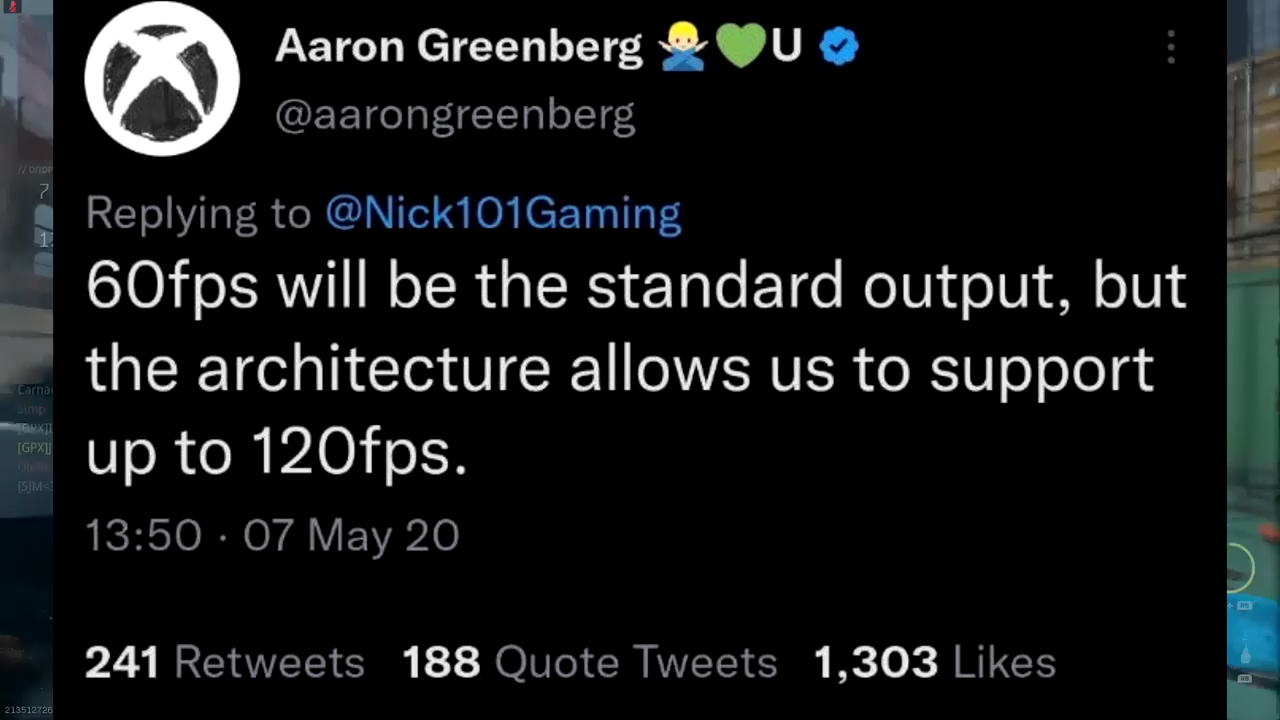 Aaron Greenberg 🙅🏼‍♂️💚U
@aarongreenberg
Replying to @Nick101Gaming
60fps will be the standard output, but
the architecture allows us to support
up to 120fps.
13:50 · 07 May 20
241 Retweets 188 Quote Tweets 1,303 Likes
213512726